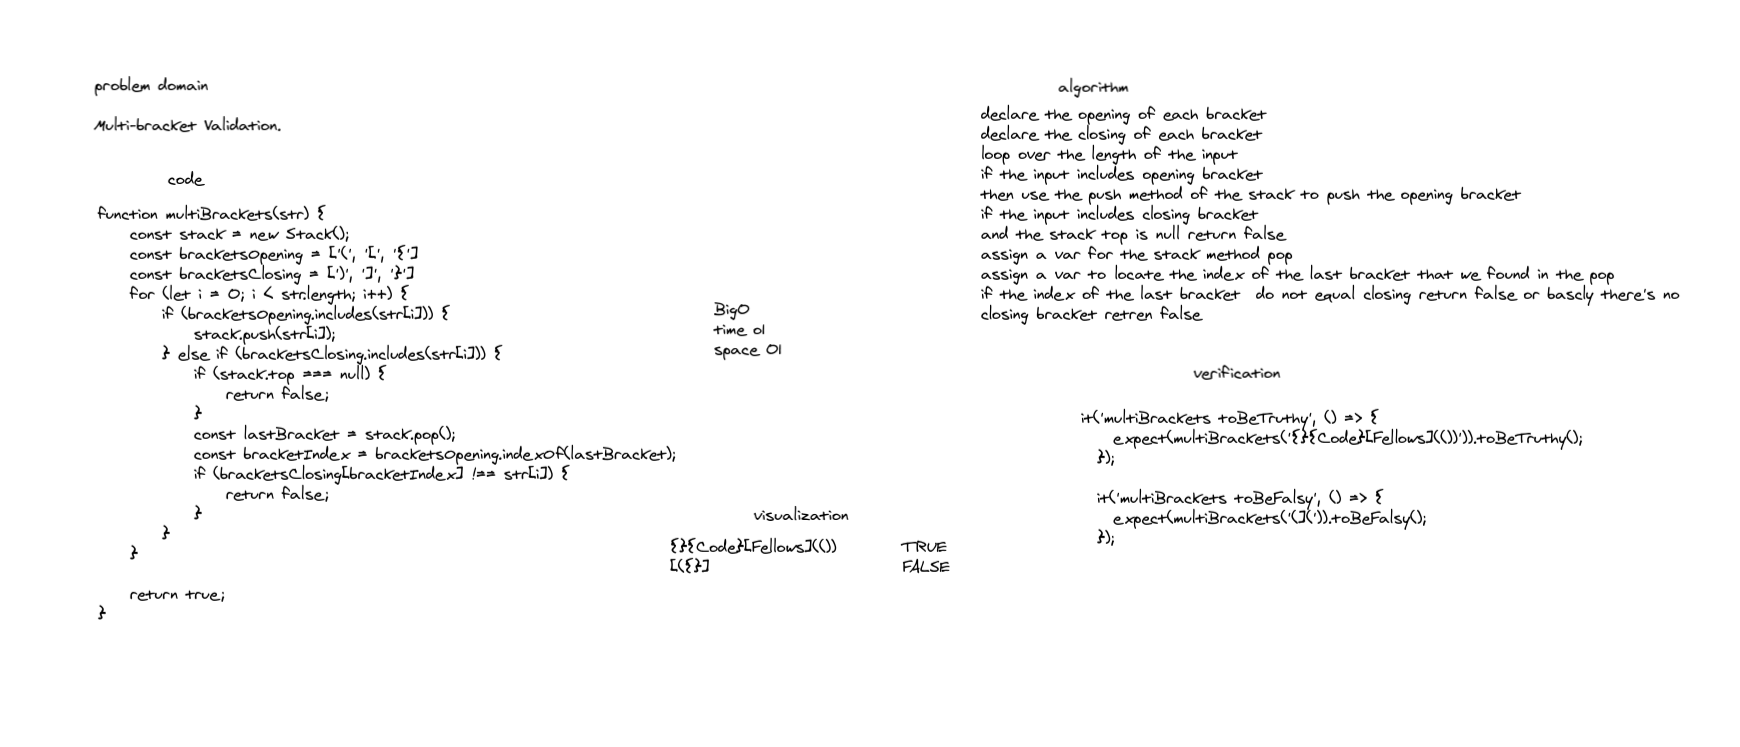 problem domain
Multi-bracket Validation.
code
function multiBrackets(str) {
const stack = new Stack();
const bracketsOpening = ['(', '[', '{']
const bracketsClosing = [')', ']', '}']
for (let i = 0; i < str.length; i++) {
if (bracketsOpening.includes(str[i])) {
stack.push(str[i]);
} else if (bracketsClosing.includes(str[i])) {
if (stack.top === null) {
return false;
}
const lastBracket = stack.pop();
const bracketIndex = bracketsOpening.indexOf(lastBracket);
if (bracketsClosing[bracketIndex] !== str[i]) {
return false;
}
}
}
return true;
}
BigO
time o1
space O1
visualization
{}{Code}[Fellows](()) TRUE
[({}] FALSE
algorithm
declare the opening of each bracket
declare the closing of each bracket
loop over the length of the input
if the input includes opening bracket
then use the push method of the stack to push the opening bracket
if the input includes closing bracket
and the stack top is null return false
assign a var for the stack method pop
assign a var to locate the index of the last bracket that we found in the pop
if the index of the last bracket do not equal closing return false or bascly there's no
closing bracket retren false
verification
it('multiBrackets toBeTruthy', () => {
expect(multiBrackets('{}{Code}[Fellows](())')).toBeTruthy();
});
it('multiBrackets toBeFalsy', () => {
expect(multiBrackets('(](')).toBeFalsy();
});